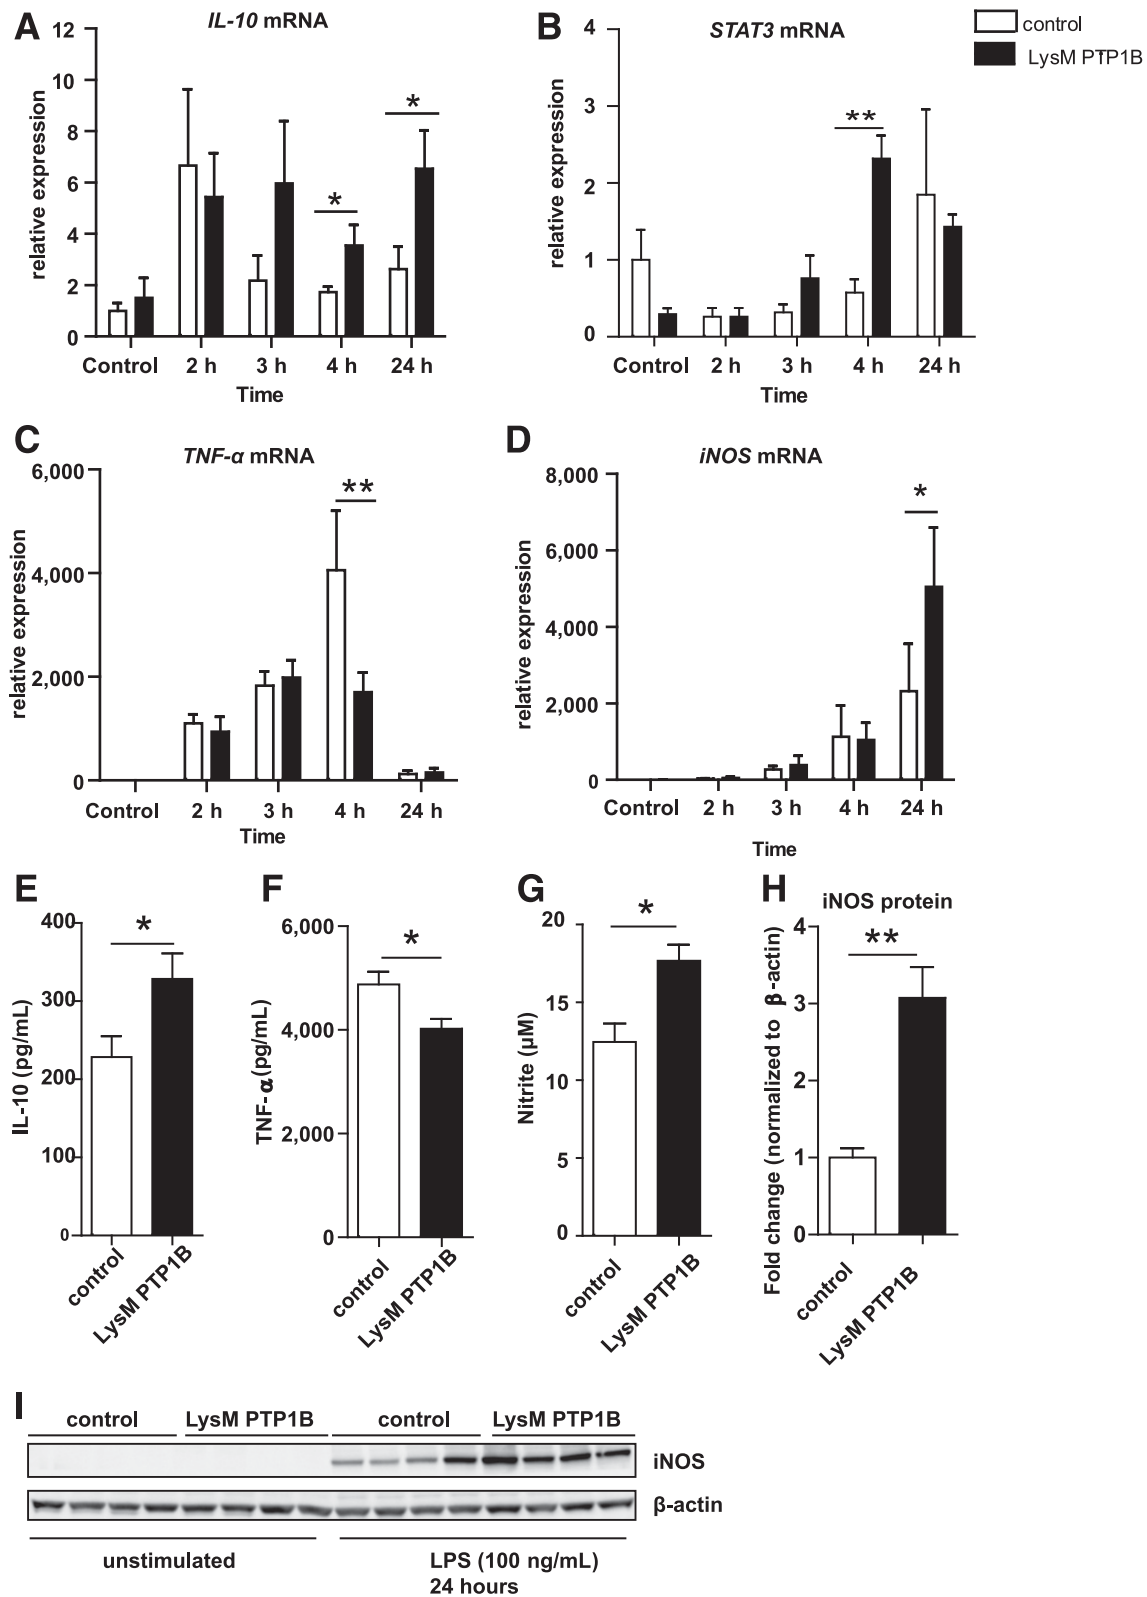 A
IL-10 mRNA
relative expression
12
10
8
6
4
2
0
*
*
Control 2 h 3 h 4 h 24 h
Time
B
STAT3 mRNA
relative expression
4
3
2
1
0
**
Control 2 h 3 h 4 h 24 h
Time
control
LysM PTP1B
C
TNF-α mRNA
relative expression
6,000
4,000
2,000
0
**
Control 2 h 3 h 4 h 24 h
Time
D
iNOS mRNA
relative expression
8,000
6,000
4,000
2,000
0
*
Control 2 h 3 h 4 h 24 h
Time
E
IL-10 (pg/mL)
400
300
200
100
0
*
control
LysM PTP1B
F
TNF-α (pg/mL)
6,000
4,000
2,000
0
*
control
LysM PTP1B
G
Nitrite (µM)
20
15
10
5
0
*
control
LysM PTP1B
H
iNOS protein
Fold change (normalized to β-actin)
4
3
2
1
0
**
control
LysM PTP1B
I
control LysM PTP1B control LysM PTP1B
iNOS
β-actin
unstimulated LPS (100 ng/mL)
24 hours